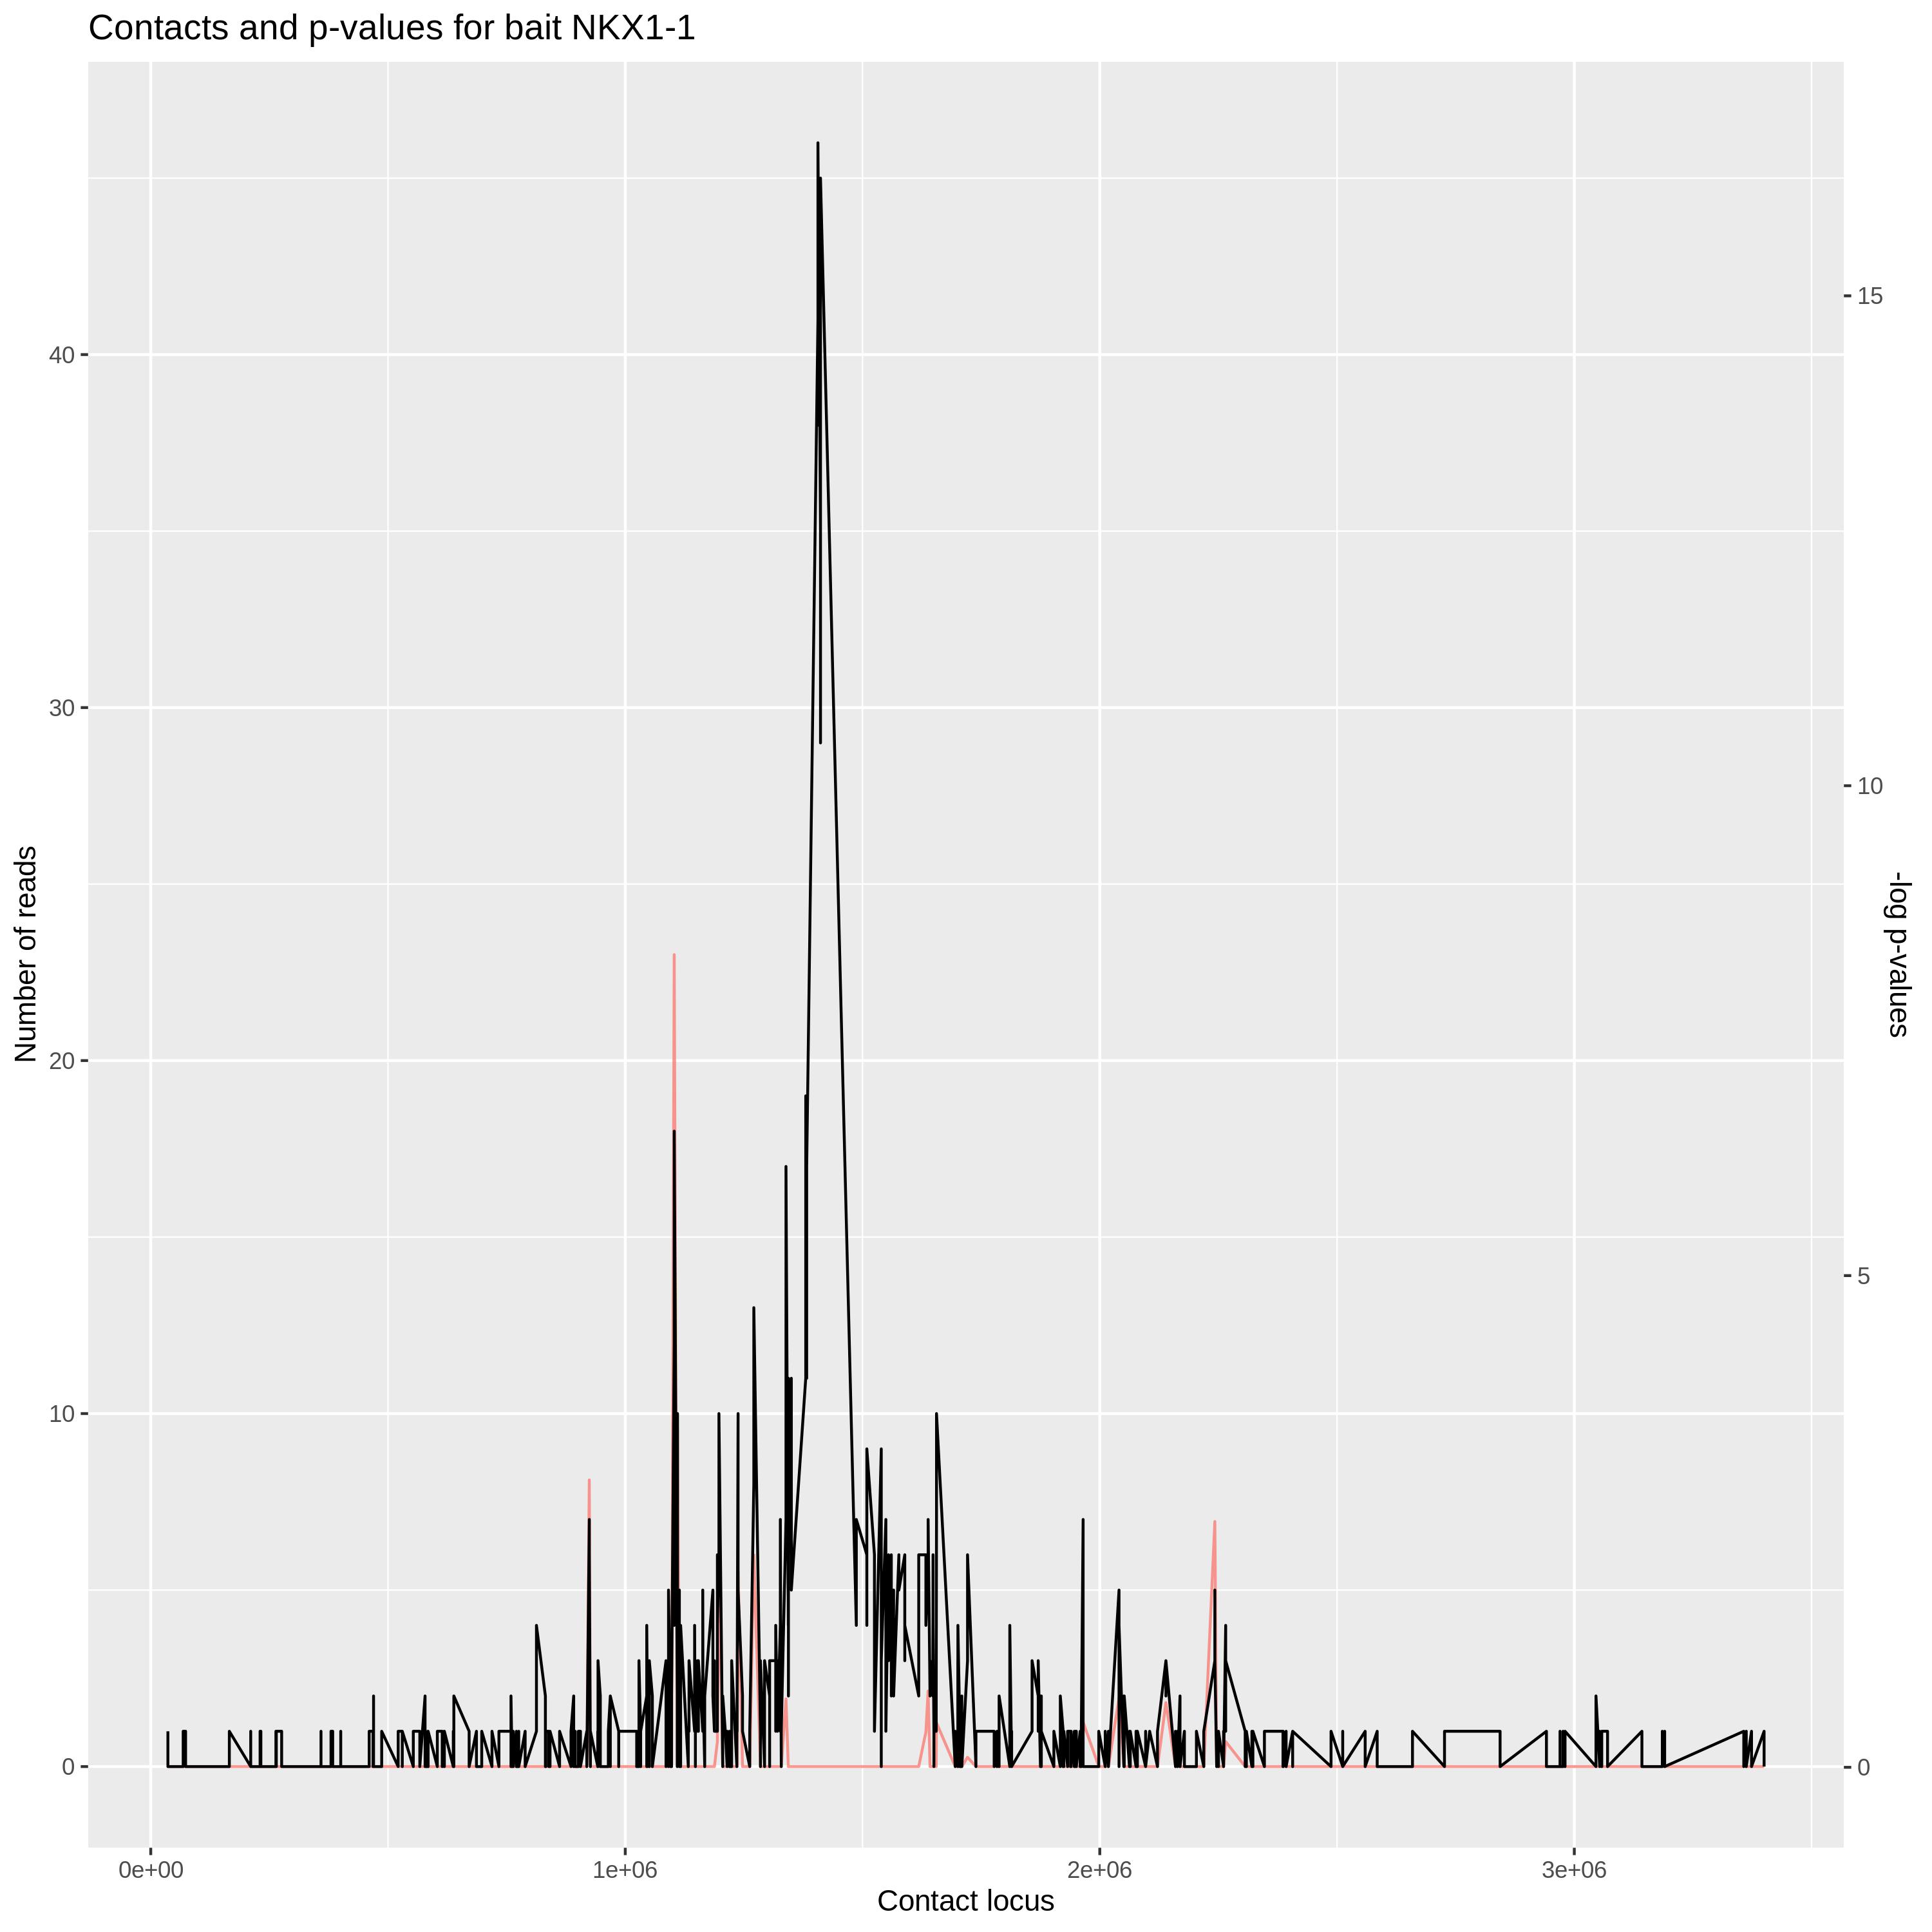 Contacts and p-values for bait NKX1-1
Number of reads
40
30
20
10
0
15
10
5
0
-log p-values
0e+00 1e+06 2e+06 3e+06
Contact locus